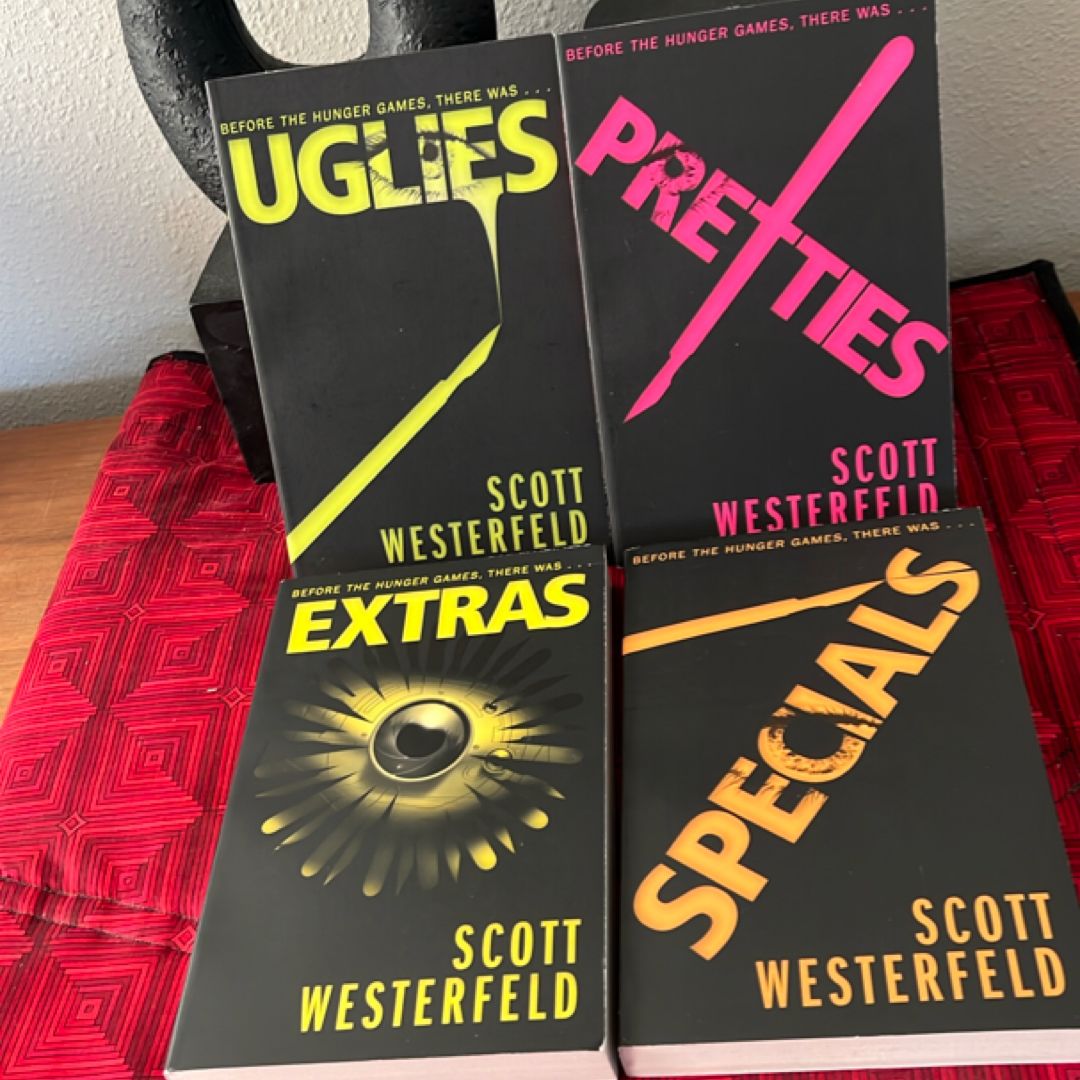 BEFORE THE HUNGER GAMES, THERE WAS . . .
UGLIES
SCOTT
WESTERFELD
BEFORE THE HUNGER GAMES, THERE WAS . . .
PRETTIES
SCOTT
WESTERFELD
BEFORE THE HUNGER GAMES, THERE WAS . . .
EXTRAS
SCOTT
WESTERFELD
BEFORE THE HUNGER GAMES, THERE WAS . . .
SPECIALS
SCOTT
WESTERFELD